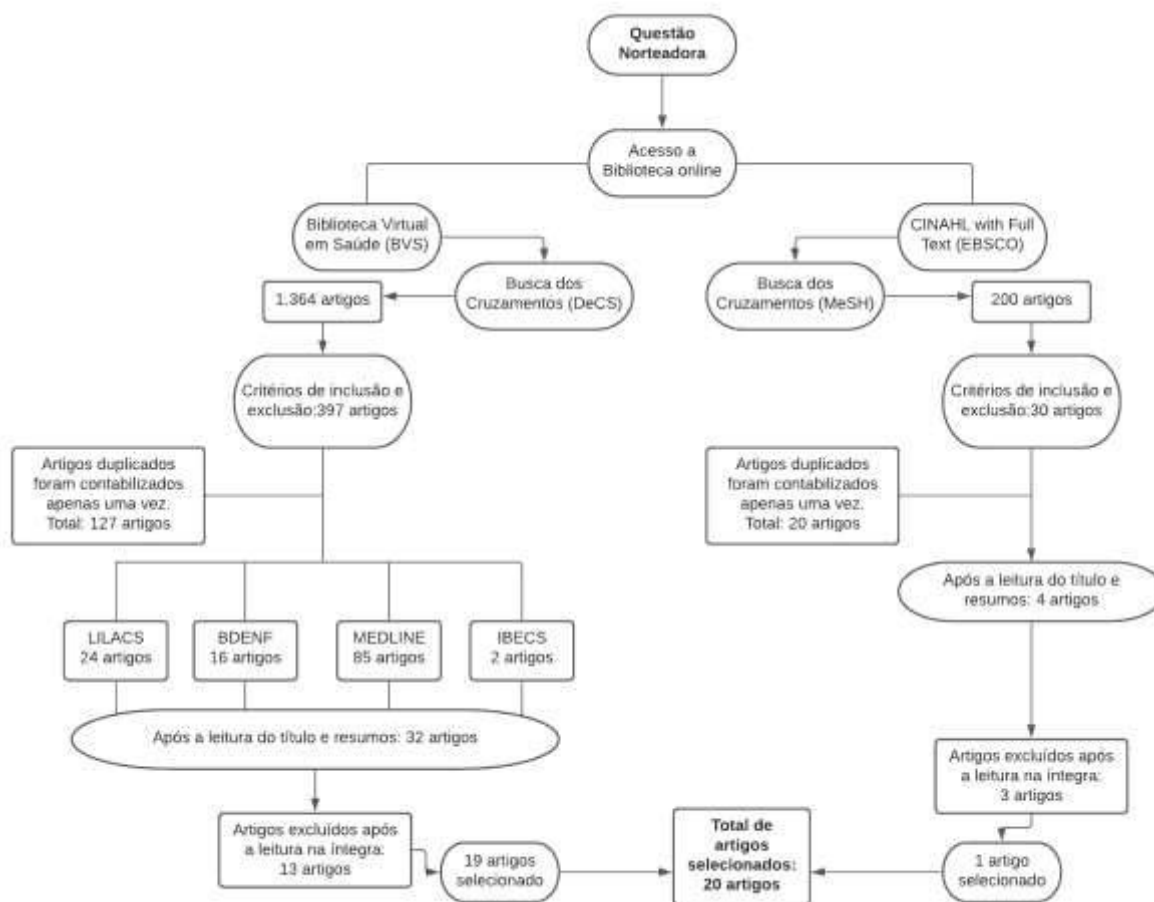 Questão
Norteadora
Acesso a
Biblioteca online
Biblioteca Virtual
em Saúde (BVS)
CINAHL with Full
Text (EBSCO)
Busca dos
Cruzamentos (DeCS)
Busca dos
Cruzamentos (MeSH)
1.364 artigos
200 artigos
Critérios de inclusão e
exclusão:397 artigos
Critérios de inclusão e
exclusão:30 artigos
Artigos duplicados
foram contabilizados
apenas uma vez.
Total: 127 artigos
Artigos duplicados
foram contabilizados
apenas uma vez.
Total: 20 artigos
Após a leitura do título e
resumos: 4 artigos
LILACS
24 artigos
BDENF
16 artigos
MEDLINE
85 artigos
IBECS
2 artigos
Após a leitura do título e resumos: 32 artigos
Artigos excluídos após
a leitura na íntegra:
3 artigos
Artigos excluídos após
a leitura na íntegra:
13 artigos
19 artigos
selecionado
Total de
artigos
selecionados:
20 artigos
1 artigo
selecionado